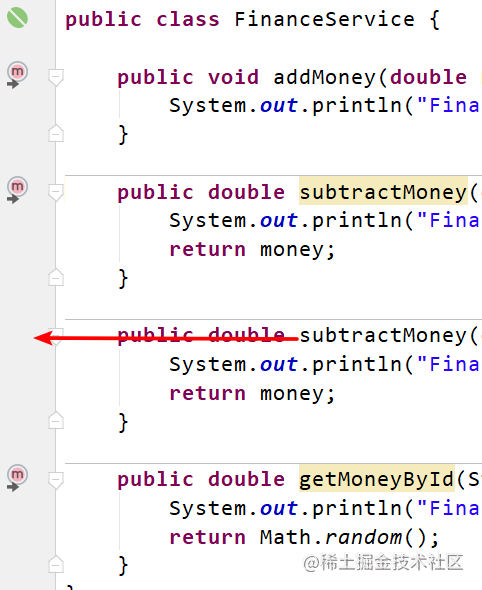 public class FinanceService {
public void addMoney(double
System.out.println("Fina
}
public double subtractMoney(
System.out.println("Fina
return money;
}
public double subtractMoney(
System.out.println("Fina
return money;
}
public double getMoneyById(S
System.out.println("Fina
return Math.random();
}
@稀土掘金技术社区